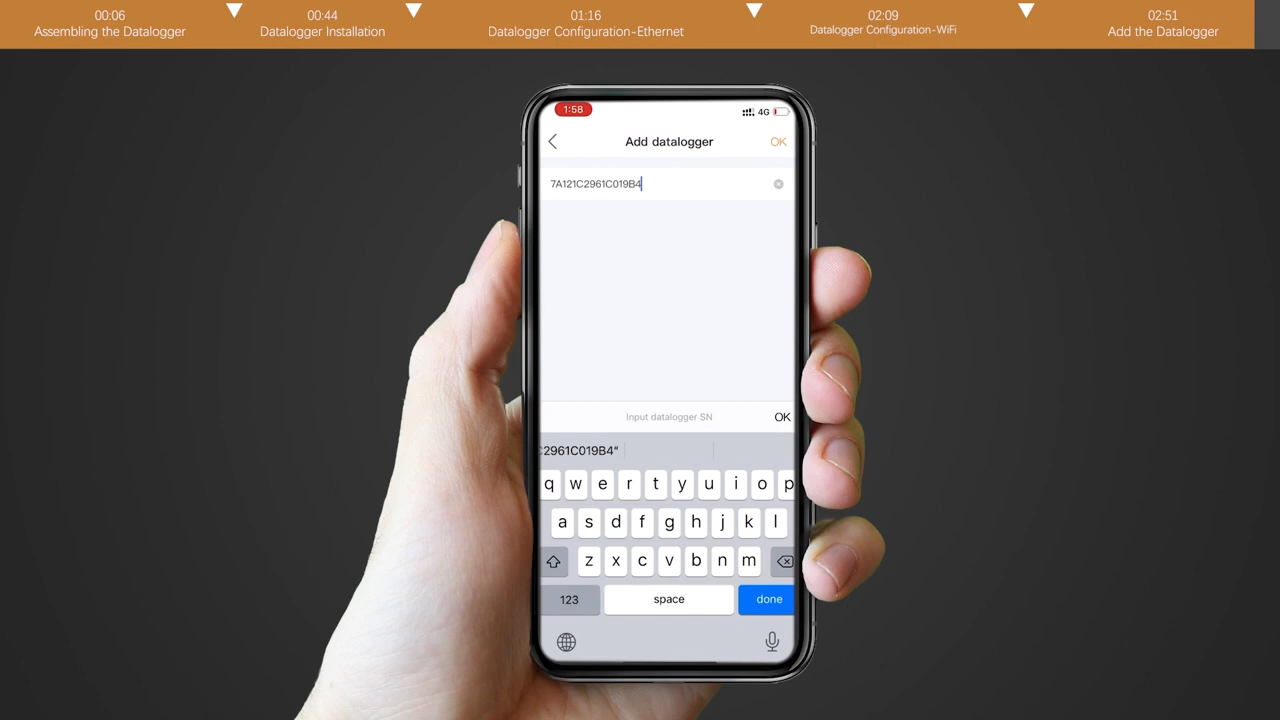 00:06
Assembling the Datalogger
00:44
Datalogger Installation
01:16
Datalogger Configuration-Ethernet
02:09
Datalogger Configuration-WiFi
02:51
Add the Datalogger
1:58
4G
Add datalogger
OK
7A121C2961C019B4
Input datalogger SN
OK
2961C019B4"
q w e r t y u i o p
a s d f g h j k l
z x c v b n m
123
space
done